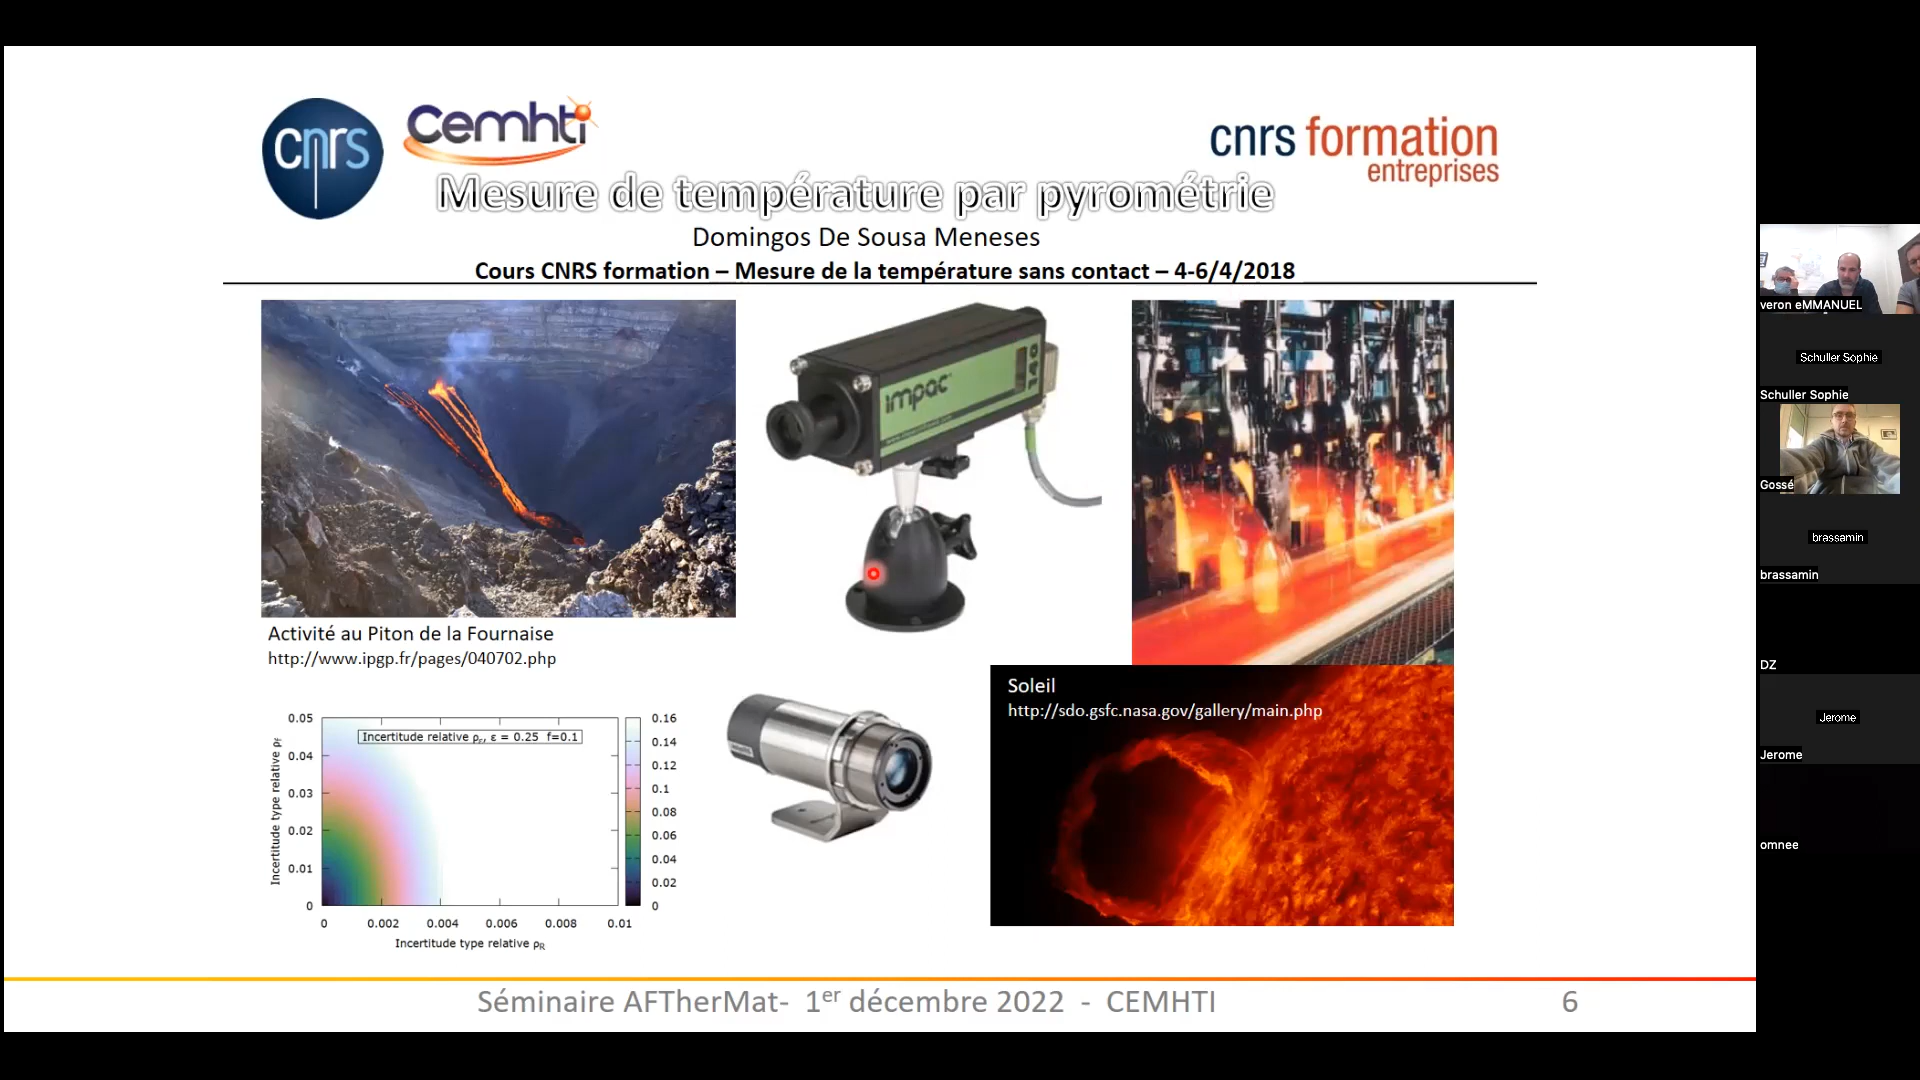 cnrs
Cemhti
cnrs formation
entreprises
Mesure de température par pyrométrie
Domingos De Sousa Meneses
Cours CNRS formation – Mesure de la température sans contact – 4-6/4/2018
impac
140
Activité au Piton de la Fournaise
http://www.ipgp.fr/pages/040702.php
Soleil
http://sdo.gsfc.nasa.gov/gallery/main.php
Incertitude relative ρε, ε = 0.25 f=0.1
Incertitude type relative ρf
0.05
0.04
0.03
0.02
0.01
0
0 0.002 0.004 0.006 0.008 0.01
Incertitude type relative ρR
0.16
0.14
0.12
0.1
0.08
0.06
0.04
0.02
0
Séminaire AFTherMat- 1er décembre 2022 - CEMHTI
6
veron eMMANUEL
Schuller Sophie
Schuller Sophie
Gossé
brassamin
brassamin
DZ
Jerome
Jerome
omnee